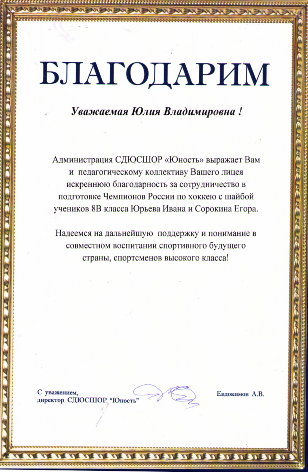 БЛАГОДАРИМ
Уважаемая Юлия Владимировна !
Администрация СДЮСШОР «Юность» выражает Вам
и педагогическому коллективу Вашего лицея
искреннюю благодарность за сотрудничество в
подготовке Чемпионов России по хоккею с шайбой
учеников 8В класса Юрьева Ивана и Сорокина Егора.
Надеемся на дальнейшую поддержку и понимание в
совместном воспитании спортивного будущего
страны, спортсменов высокого класса!
С уважением,
директор СДЮСШОР "Юность" Евдокимов А.В.